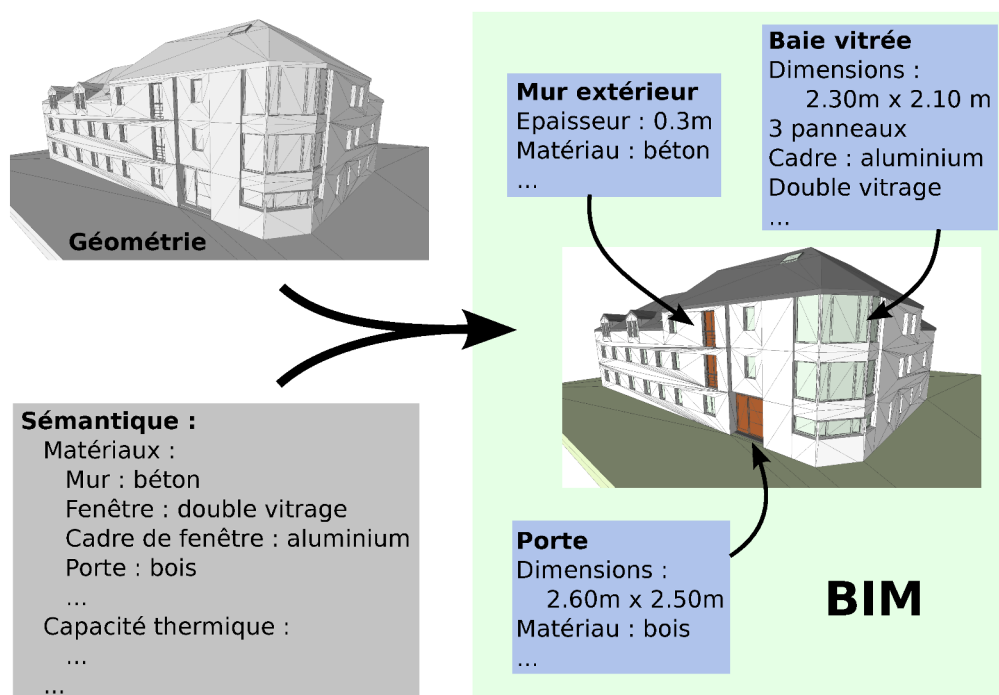 Géométrie
Sémantique :
Matériaux :
Mur : béton
Fenêtre : double vitrage
Cadre de fenêtre : aluminium
Porte : bois
...
Capacité thermique :
...
...
Mur extérieur
Epaisseur : 0.3m
Matériau : béton
...
Baie vitrée
Dimensions :
2.30m x 2.10 m
3 panneaux
Cadre : aluminium
Double vitrage
...
Porte
Dimensions :
2.60m x 2.50m
Matériau : bois
...
BIM